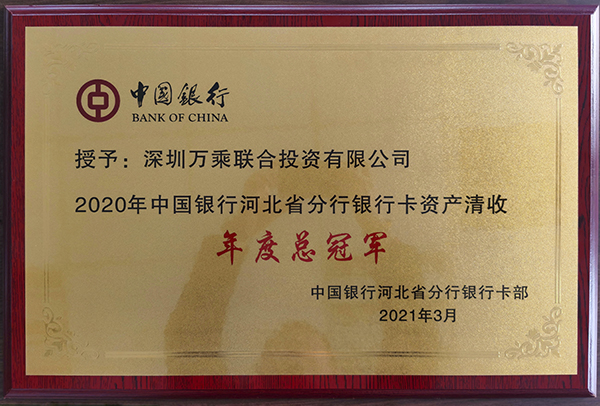 中国银行
BANK OF CHINA
授予：深圳万乘联合投资有限公司
2020年中国银行河北省分行银行卡资产清收
年度总冠军
中国银行河北省分行银行卡部
2021年3月